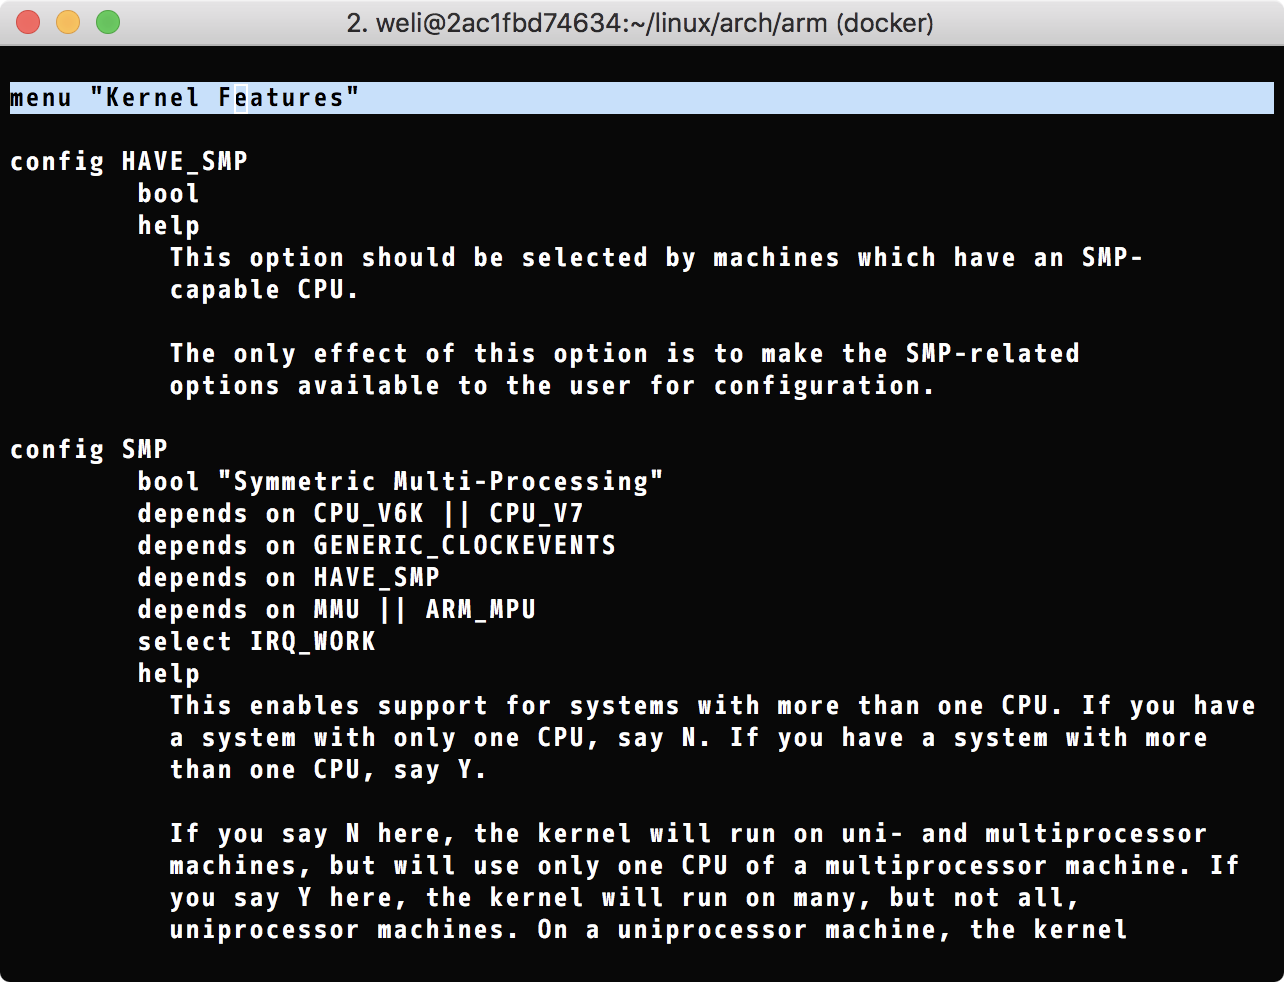 2. weli@2ac1fbd74634:~/linux/arch/arm (docker)
menu "Kernel Features"
config HAVE_SMP
bool
help
This option should be selected by machines which have an SMP-
capable CPU.
The only effect of this option is to make the SMP-related
options available to the user for configuration.
config SMP
bool "Symmetric Multi-Processing"
depends on CPU_V6K || CPU_V7
depends on GENERIC_CLOCKEVENTS
depends on HAVE_SMP
depends on MMU || ARM_MPU
select IRQ_WORK
help
This enables support for systems with more than one CPU. If you have
a system with only one CPU, say N. If you have a system with more
than one CPU, say Y.
If you say N here, the kernel will run on uni- and multiprocessor
machines, but will use only one CPU of a multiprocessor machine. If
you say Y here, the kernel will run on many, but not all,
uniprocessor machines. On a uniprocessor machine, the kernel